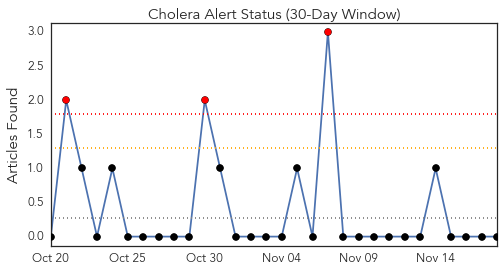 Cholera Alert Status (30-Day Window)
Articles Found
3.0
2.5
2.0
1.5
1.0
0.5
0.0
Oct 20 Oct 25 Oct 30 Nov 04 Nov 09 Nov 14